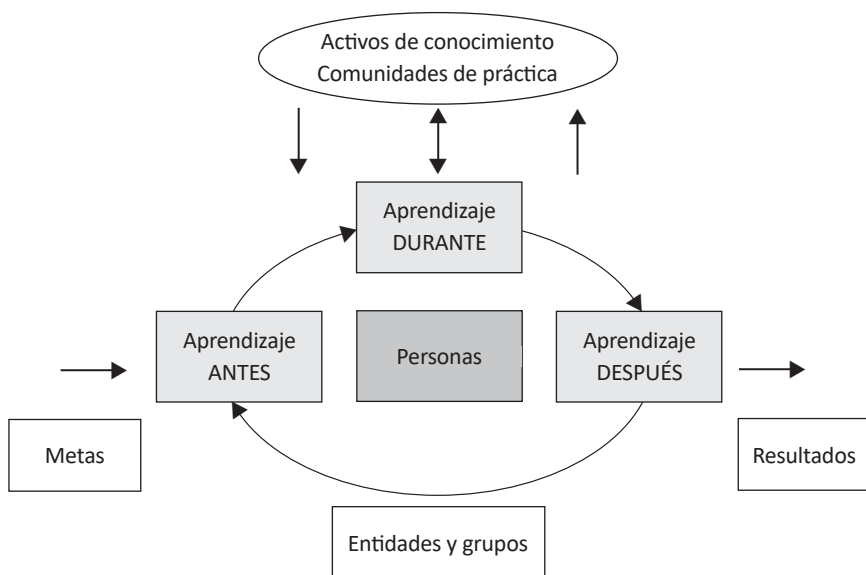 Activos de conocimiento
Comunidades de práctica
Aprendizaje
DURANTE
Aprendizaje
ANTES
Personas
Aprendizaje
DESPUÉS
Metas
Resultados
Entidades y grupos